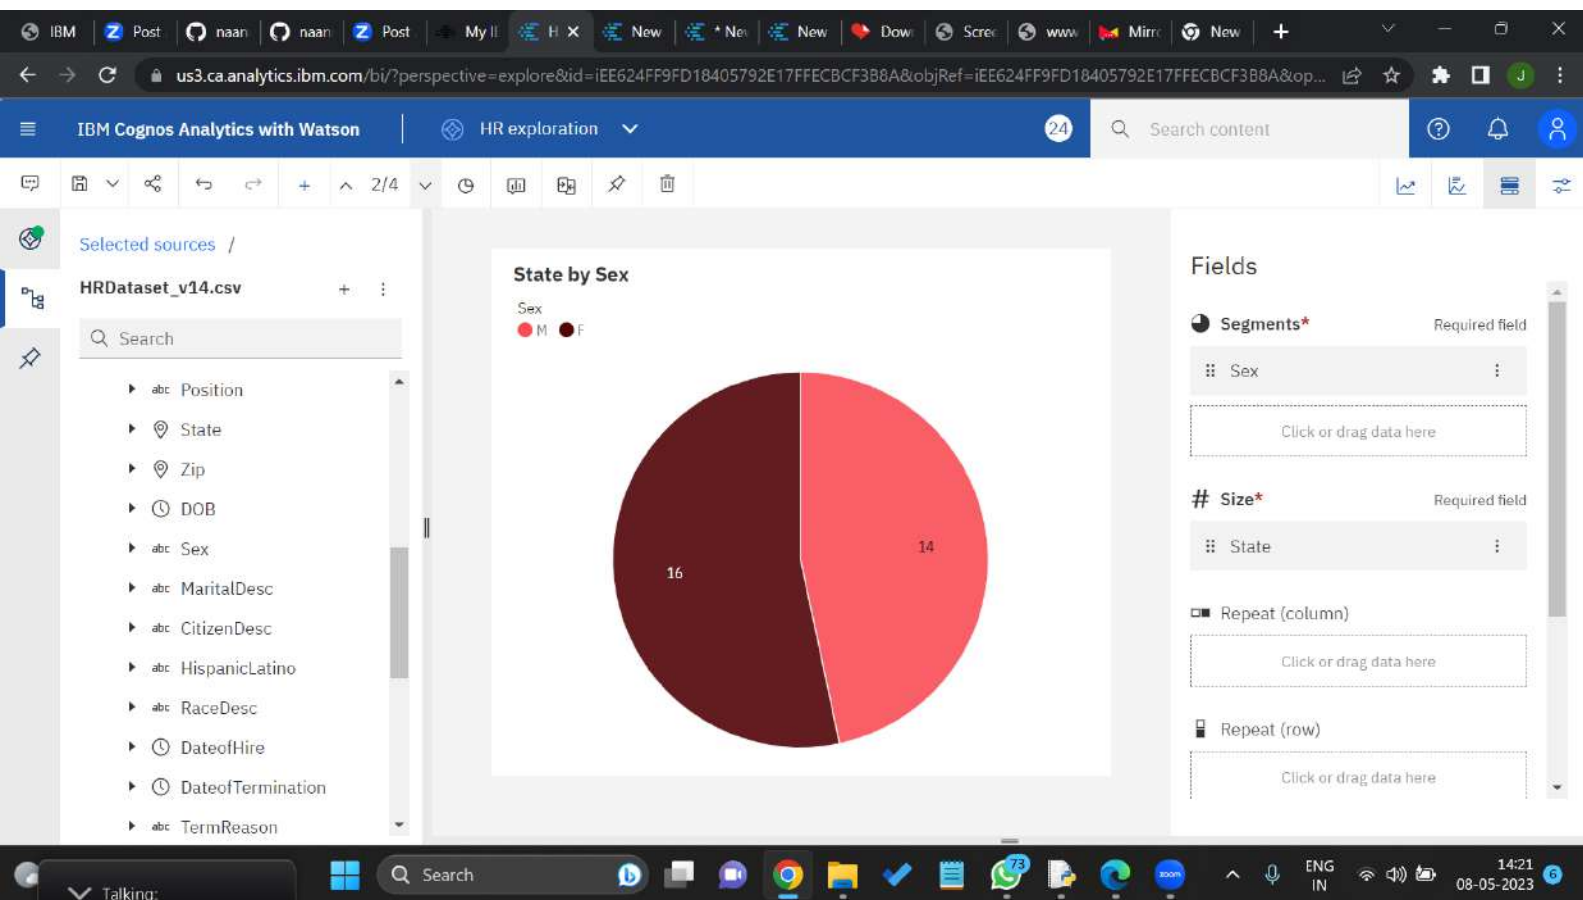 IBM
Post
naan
naan
Post
My II
H
New
* Nev
New
Dow
Scree
www
Mirro
New
us3.ca.analytics.ibm.com/bi/?perspective=explore&id=iEE624FF9FD18405792E17FFECBCF3B8A&objRef=iEE624FF9FD18405792E17FFECBCF3B8A&op...
J
IBM Cognos Analytics with Watson
HR exploration
24
Search content
2/4
Selected sources /
HRDataset_v14.csv
Search
abc Position
State
Zip
DOB
abc Sex
abc MaritalDesc
abc CitizenDesc
abc HispanicLatino
abc RaceDesc
DateofHire
DateofTermination
abc TermReason
State by Sex
Sex
M F
14
16
Fields
Segments* Required field
Sex
Click or drag data here
# Size* Required field
State
Repeat (column)
Click or drag data here
Repeat (row)
Click or drag data here
Talking:
Search
73
zoom
ENG
IN
14:21
08-05-2023
6